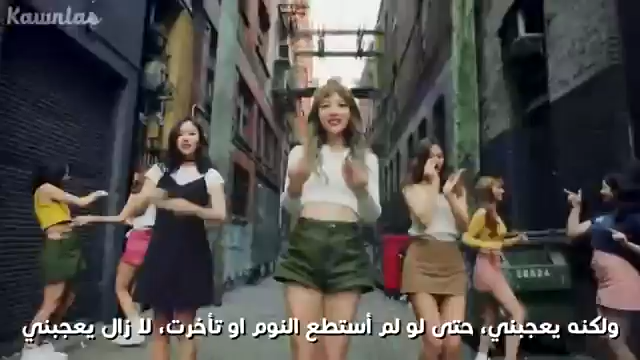 Kawnlas
ولكنه يعجبني، حتى لو لم أستطع النوم او تأخرت، لا زال يعجبني